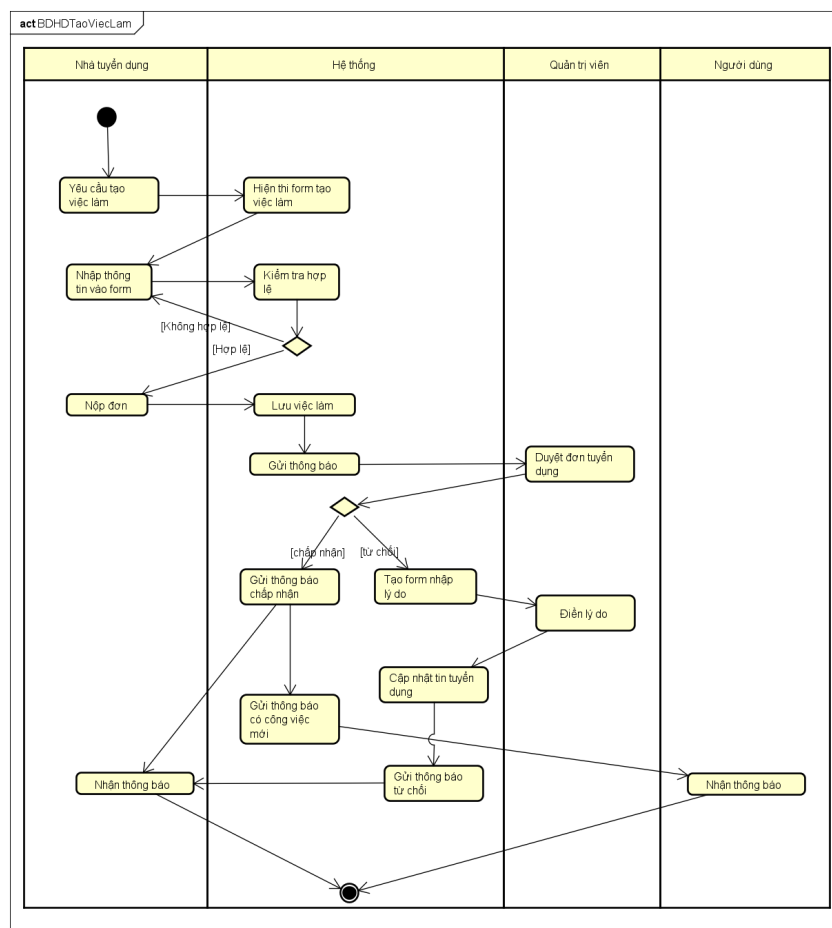 act BDHDTaoViecLam
Nhà tuyển dụng
Hệ thống
Quản trị viên
Người dùng
Yêu cầu tạo
việc làm
Hiện thi form tạo
việc làm
Nhập thông
tin vào form
Kiểm tra hợp
lệ
[Không hợp lệ]
[Hợp lệ]
Nộp đơn
Lưu việc làm
Gửi thông báo
Duyệt đơn tuyển
dụng
[chấp nhận]
[từ chối]
Gửi thông báo
chấp nhận
Tạo form nhập
lý do
Điền lý do
Cập nhật tin tuyển
dụng
Gửi thông báo
có công việc
mới
Nhận thông báo
Gửi thông báo
từ chối
Nhận thông báo